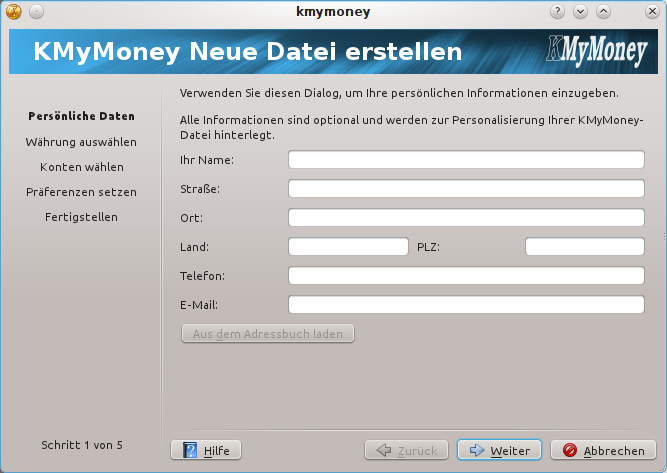 kmymoney
KMyMoney Neue Datei erstellen
KMyMoney
Persönliche Daten
Währung auswählen
Konten wählen
Präferenzen setzen
Fertigstellen
Schritt 1 von 5
Verwenden Sie diesen Dialog, um Ihre persönlichen Informationen einzugeben.
Alle Informationen sind optional und werden zur Personalisierung Ihrer KMyMoney-
Datei hinterlegt.
Ihr Name:
Straße:
Ort:
Land: PLZ:
Telefon:
E-Mail:
Aus dem Adressbuch laden
Hilfe Zurück Weiter Abbrechen